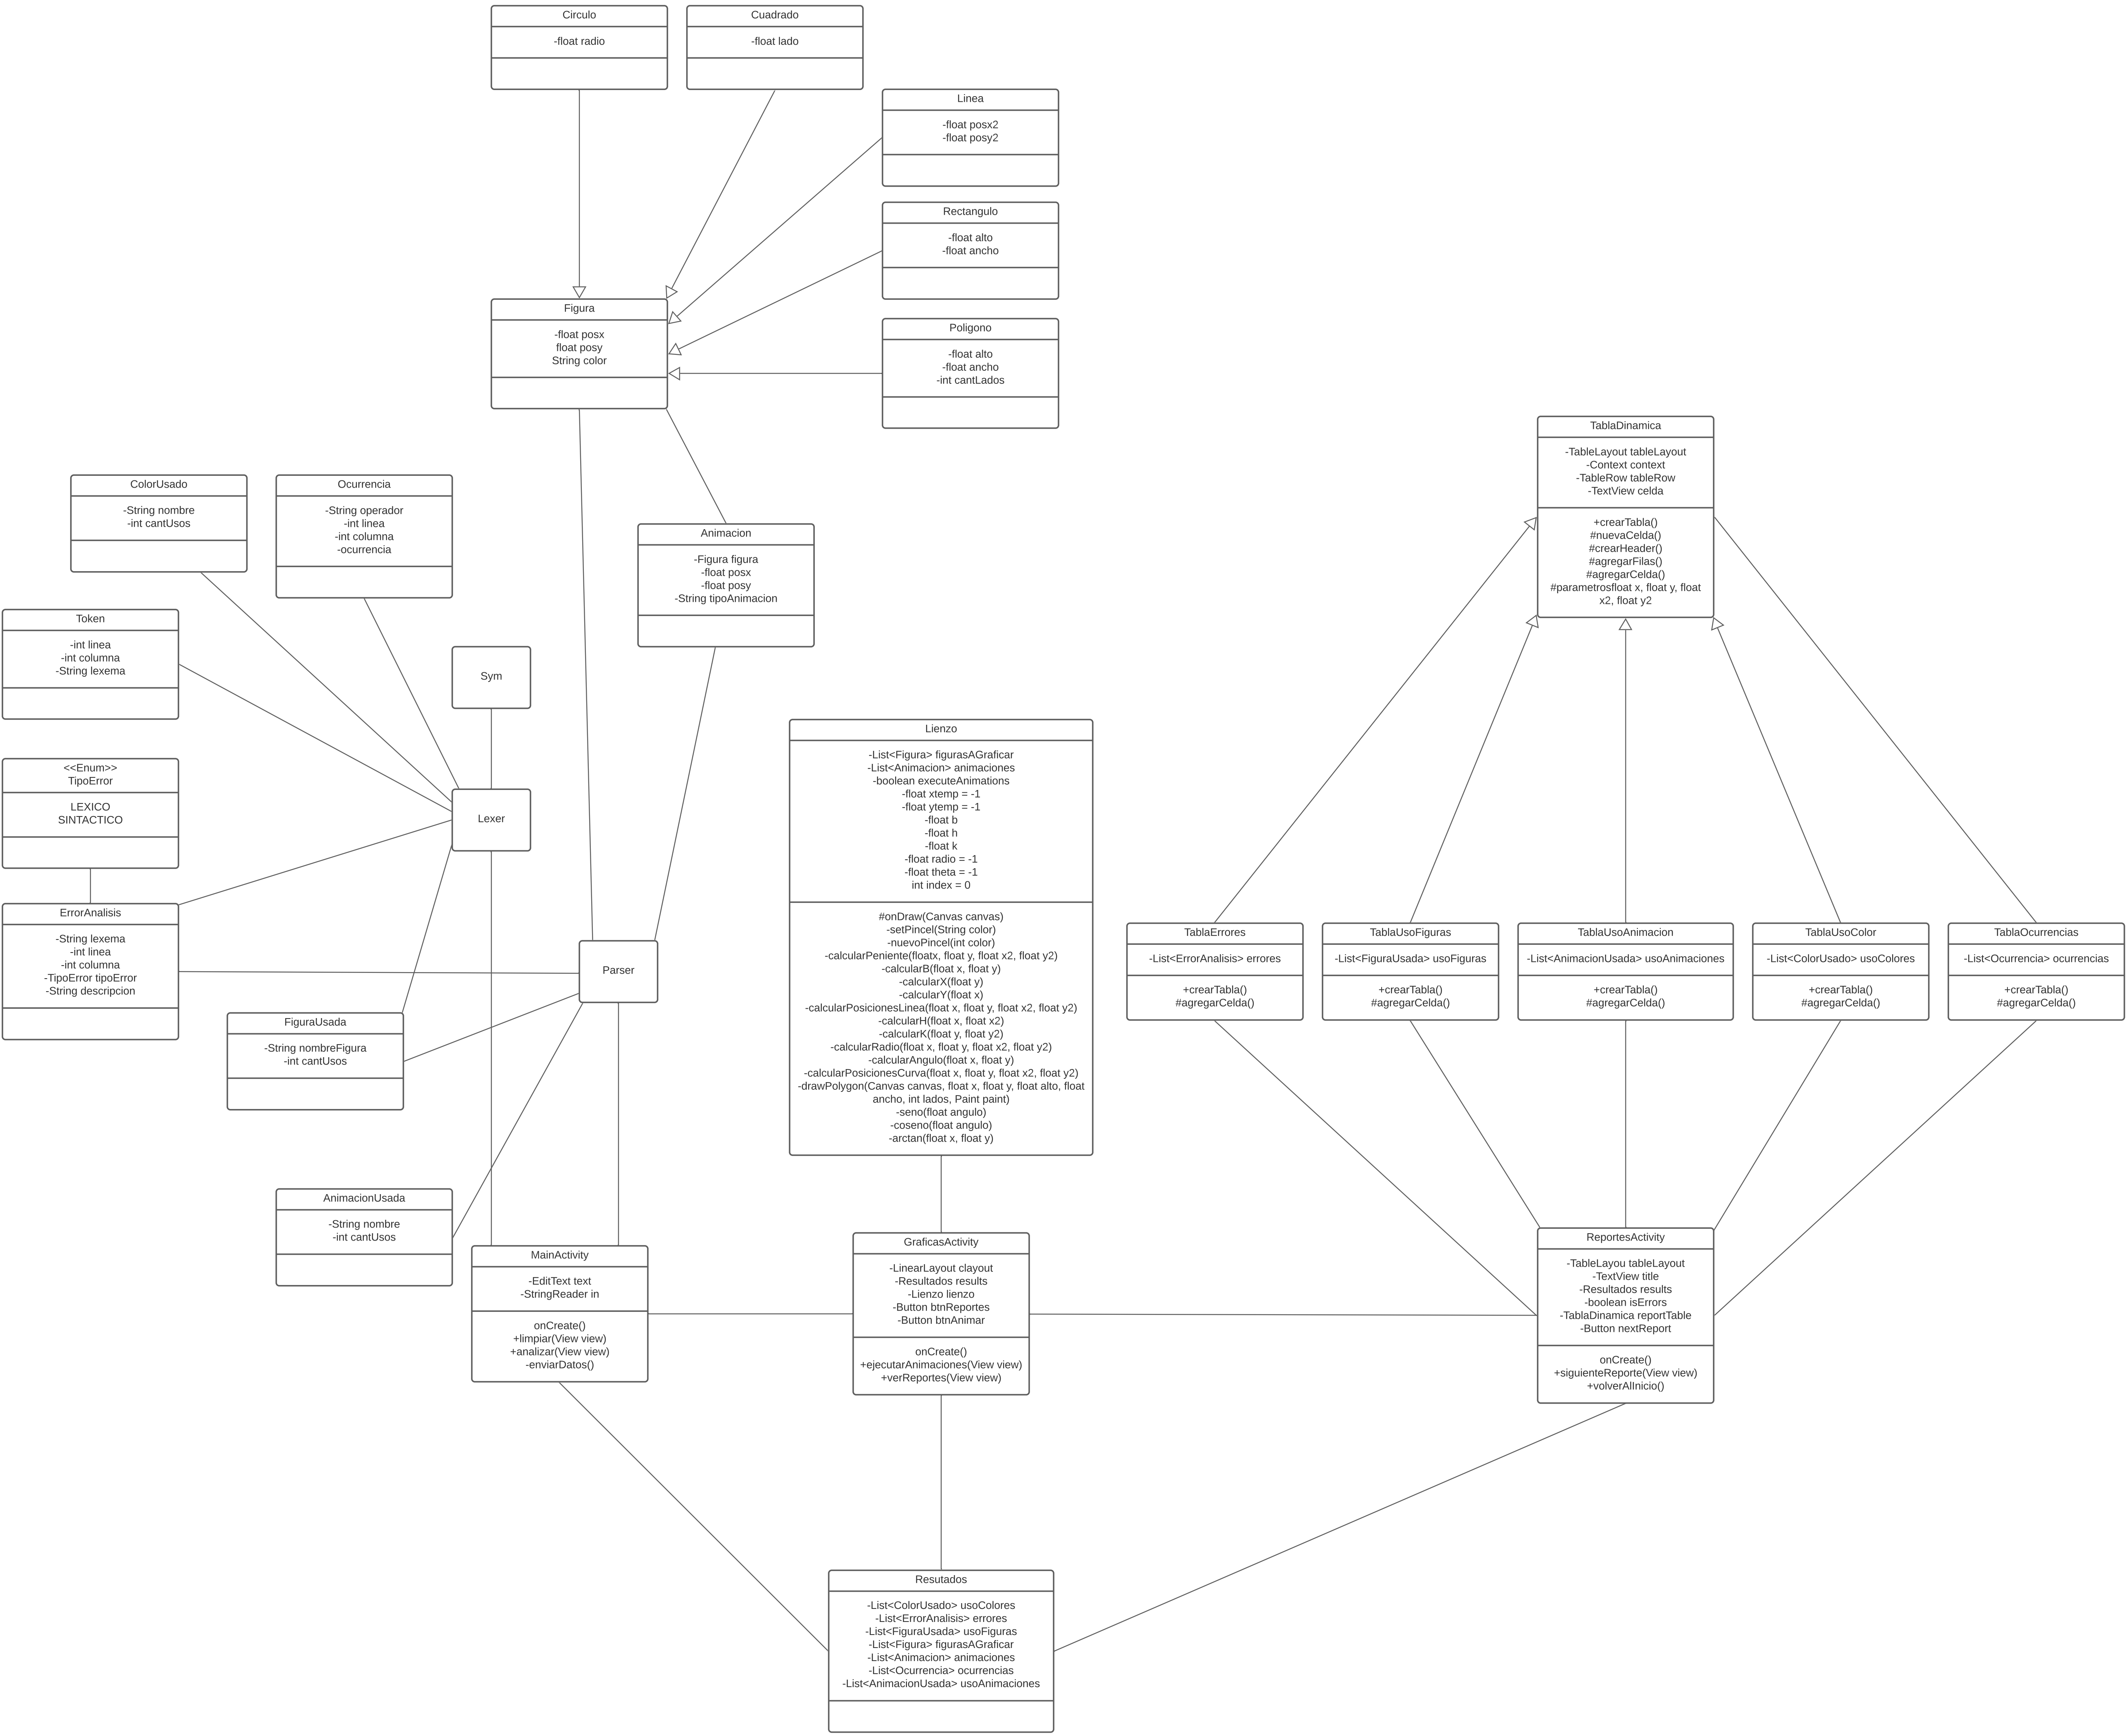 Circulo
-float radio
Cuadrado
-float lado
Linea
-float posx2
-float posy2
Rectangulo
-float alto
-float ancho
Figura
-float posx
float posy
String color
Poligono
-float alto
-float ancho
-int cantLados
TablaDinamica
-TableLayout tableLayout
-Context context
-TableRow tableRow
-TextView celda
+crearTabla()
#nuevaCelda()
#crearHeader()
#agregarFilas()
#agregarCelda()
#parametrosfloat x, float y, float
x2, float y2
ColorUsado
-String nombre
-int cantUsos
Ocurrencia
-String operador
-int linea
-int columna
-ocurrencia
Animacion
-Figura figura
-float posx
-float posy
-String tipoAnimacion
Token
-int linea
-int columna
-String lexema
Sym
Lienzo
-List<Figura> figurasAGraficar
-List<Animacion> animaciones
-boolean executeAnimations
-float xtemp = -1
-float ytemp = -1
-float b
-float h
-float k
-float radio = -1
-float theta = -1
int index = 0
#onDraw(Canvas canvas)
-setPincel(String color)
-nuevoPincel(int color)
-calcularPeniente(floatx, float y, float x2, float y2)
-calcularB(float x, float y)
-calcularX(float y)
-calcularY(float x)
-calcularPosicionesLinea(float x, float y, float x2, float y2)
-calcularH(float x, float x2)
-calcularK(float y, float y2)
-calcularRadio(float x, float y, float x2, float y2)
-calcularAngulo(float x, float y)
-calcularPosicionesCurva(float x, float y, float x2, float y2)
-drawPolygon(Canvas canvas, float x, float y, float alto, float
ancho, int lados, Paint paint)
-seno(float angulo)
-coseno(float angulo)
-arctan(float x, float y)
<<Enum>>
TipoError
LEXICO
SINTACTICO
Lexer
ErrorAnalisis
-String lexema
-int linea
-int columna
-TipoError tipoError
-String descripcion
Parser
TablaErrores
-List<ErrorAnalisis> errores
+crearTabla()
#agregarCelda()
TablaUsoFiguras
-List<FiguraUsada> usoFiguras
+crearTabla()
#agregarCelda()
TablaUsoAnimacion
-List<AnimacionUsada> usoAnimaciones
+crearTabla()
#agregarCelda()
TablaUsoColor
-List<ColorUsado> usoColores
+crearTabla()
#agregarCelda()
TablaOcurrencias
-List<Ocurrencia> ocurrencias
+crearTabla()
#agregarCelda()
FiguraUsada
-String nombreFigura
-int cantUsos
AnimacionUsada
-String nombre
-int cantUsos
MainActivity
-EditText text
-StringReader in
onCreate()
+limpiar(View view)
+analizar(View view)
-enviarDatos()
GraficasActivity
-LinearLayout clayout
-Resultados results
-Lienzo lienzo
-Button btnReportes
-Button btnAnimar
onCreate()
+ejecutarAnimaciones(View view)
+verReportes(View view)
ReportesActivity
-TableLayou tableLayout
-TextView title
-Resultados results
-boolean isErrors
-TablaDinamica reportTable
-Button nextReport
onCreate()
+siguienteReporte(View view)
+volverAlInicio()
Resutados
-List<ColorUsado> usoColores
-List<ErrorAnalisis> errores
-List<FiguraUsada> usoFiguras
-List<Figura> figurasAGraficar
-List<Animacion> animaciones
-List<Ocurrencia> ocurrencias
-List<AnimacionUsada> usoAnimaciones